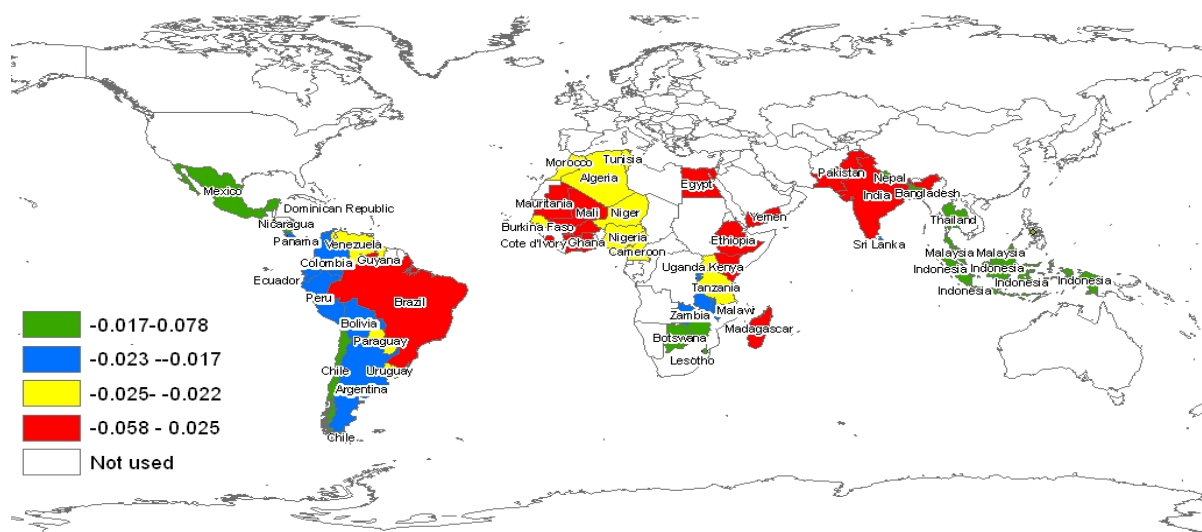 Morocco
Tunisia
Algeria
Egypt
Pakistan
Nepal
Bangladesh
India
Mexico
Dominican Republic
Mauritania
Mali
Niger
Yemen
Thailand
Nicaragua
Burkina Faso
Nigeria
Panama
Venezuela
Cote d'Ivory
Ghana
Ethiopia
Cameroon
Sri Lanka
Colombia
Guyana
Malaysia
Malaysia
Uganda
Kenya
Indonesia
Ecuador
Indonesia
Tanzania
Indonesia
Indonesia
Peru
Brazil
Malawi
Zambia
-0.017-0.078
Bolivia
Madagascar
Paraguay
Botswana
-0.023 --0.017
Lesotho
Chile
Uruguay
Argentina
-0.025- -0.022
-0.058 - 0.025
Chile
Not used